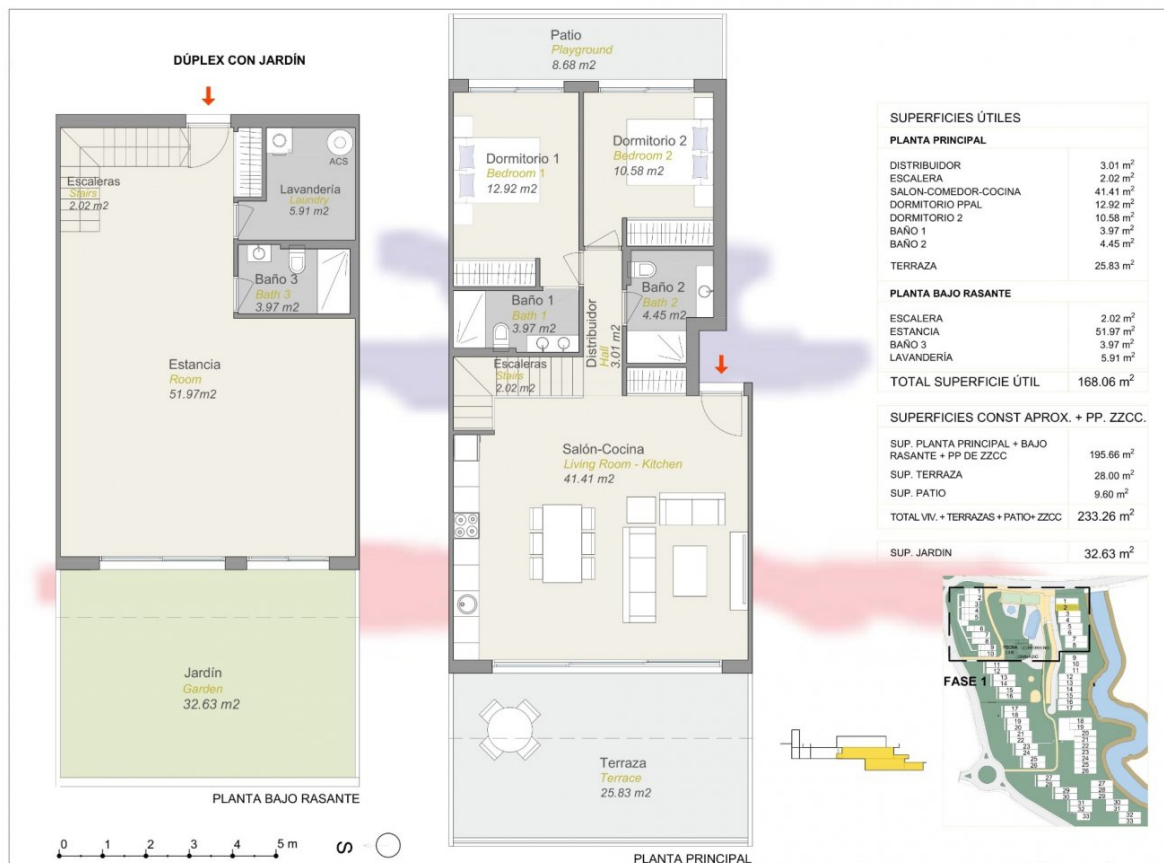 DÚPLEX CON JARDÍN
Escaleras
Stairs
2.02 m2
ACS
Lavandería
Laundry
5.91 m2
Baño 3
Bath 3
3.97 m2
Estancia
Room
51.97m2
Jardín
Garden
32.63 m2
PLANTA BAJO RASANTE
0 1 2 3 4 5 m
S
Patio
Playground
8.68 m2
Dormitorio 1
Bedroom 1
12.92 m2
Dormitorio 2
Bedroom 2
10.58 m2
Baño 1
Bath 1
3.97 m2
Distribuidor
Hall
3.01 m2
Baño 2
Bath 2
4.45 m2
Escaleras
Stairs
2.02 m2
Salón-Cocina
Living Room - Kitchen
41.41 m2
Terraza
Terrace
25.83 m2
PLANTA PRINCIPAL
SUPERFICIES ÚTILES
PLANTA PRINCIPAL
DISTRIBUIDOR 3.01 m²
ESCALERA 2.02 m²
SALON-COMEDOR-COCINA 41.41 m²
DORMITORIO PPAL 12.92 m²
DORMITORIO 2 10.58 m²
BAÑO 1 3.97 m²
BAÑO 2 4.45 m²
TERRAZA 25.83 m²
PLANTA BAJO RASANTE
ESCALERA 2.02 m²
ESTANCIA 51.97 m²
BAÑO 3 3.97 m²
LAVANDERÍA 5.91 m²
TOTAL SUPERFICIE ÚTIL 168.06 m²
SUPERFICIES CONST APROX. + PP. ZZCC.
SUP. PLANTA PRINCIPAL + BAJO
RASANTE + PP DE ZZCC 195.66 m²
SUP. TERRAZA 28.00 m²
SUP. PATIO 9.60 m²
TOTAL VIV. + TERRAZAS + PATIO+ ZZCC 233.26 m²
SUP. JARDIN 32.63 m²
FASE 1